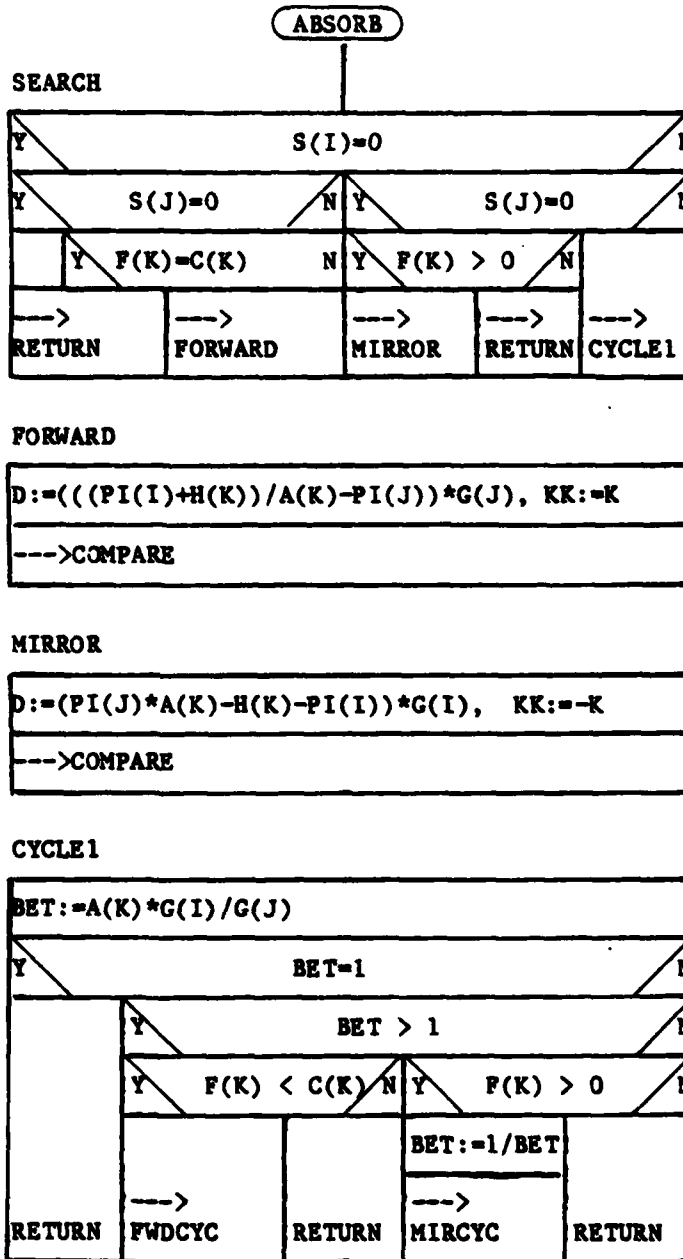 ABSORB
SEARCH
Y S(I)=0
Y S(J)=0 N Y S(J)=0 N
Y F(K)=C(K) N Y F(K) > 0 N
---> ---> ---> ---> --->
RETURN FORWARD MIRROR RETURN CYCLE1
FORWARD
D:=(((PI(I)+H(K))/A(K)-PI(J))*G(J), KK:=K
--->COMPARE
MIRROR
D:=(PI(J)*A(K)-H(K)-PI(I))*G(I), KK:=-K
--->COMPARE
CYCLE1
BET:=A(K)*G(I)/G(J)
Y BET=1 N
Y BET > 1 N
Y F(K) < C(K) N Y F(K) > 0 N
BET:=1/BET
---> --->
RETURN FWDCYC RETURN MIRCYC RETURN